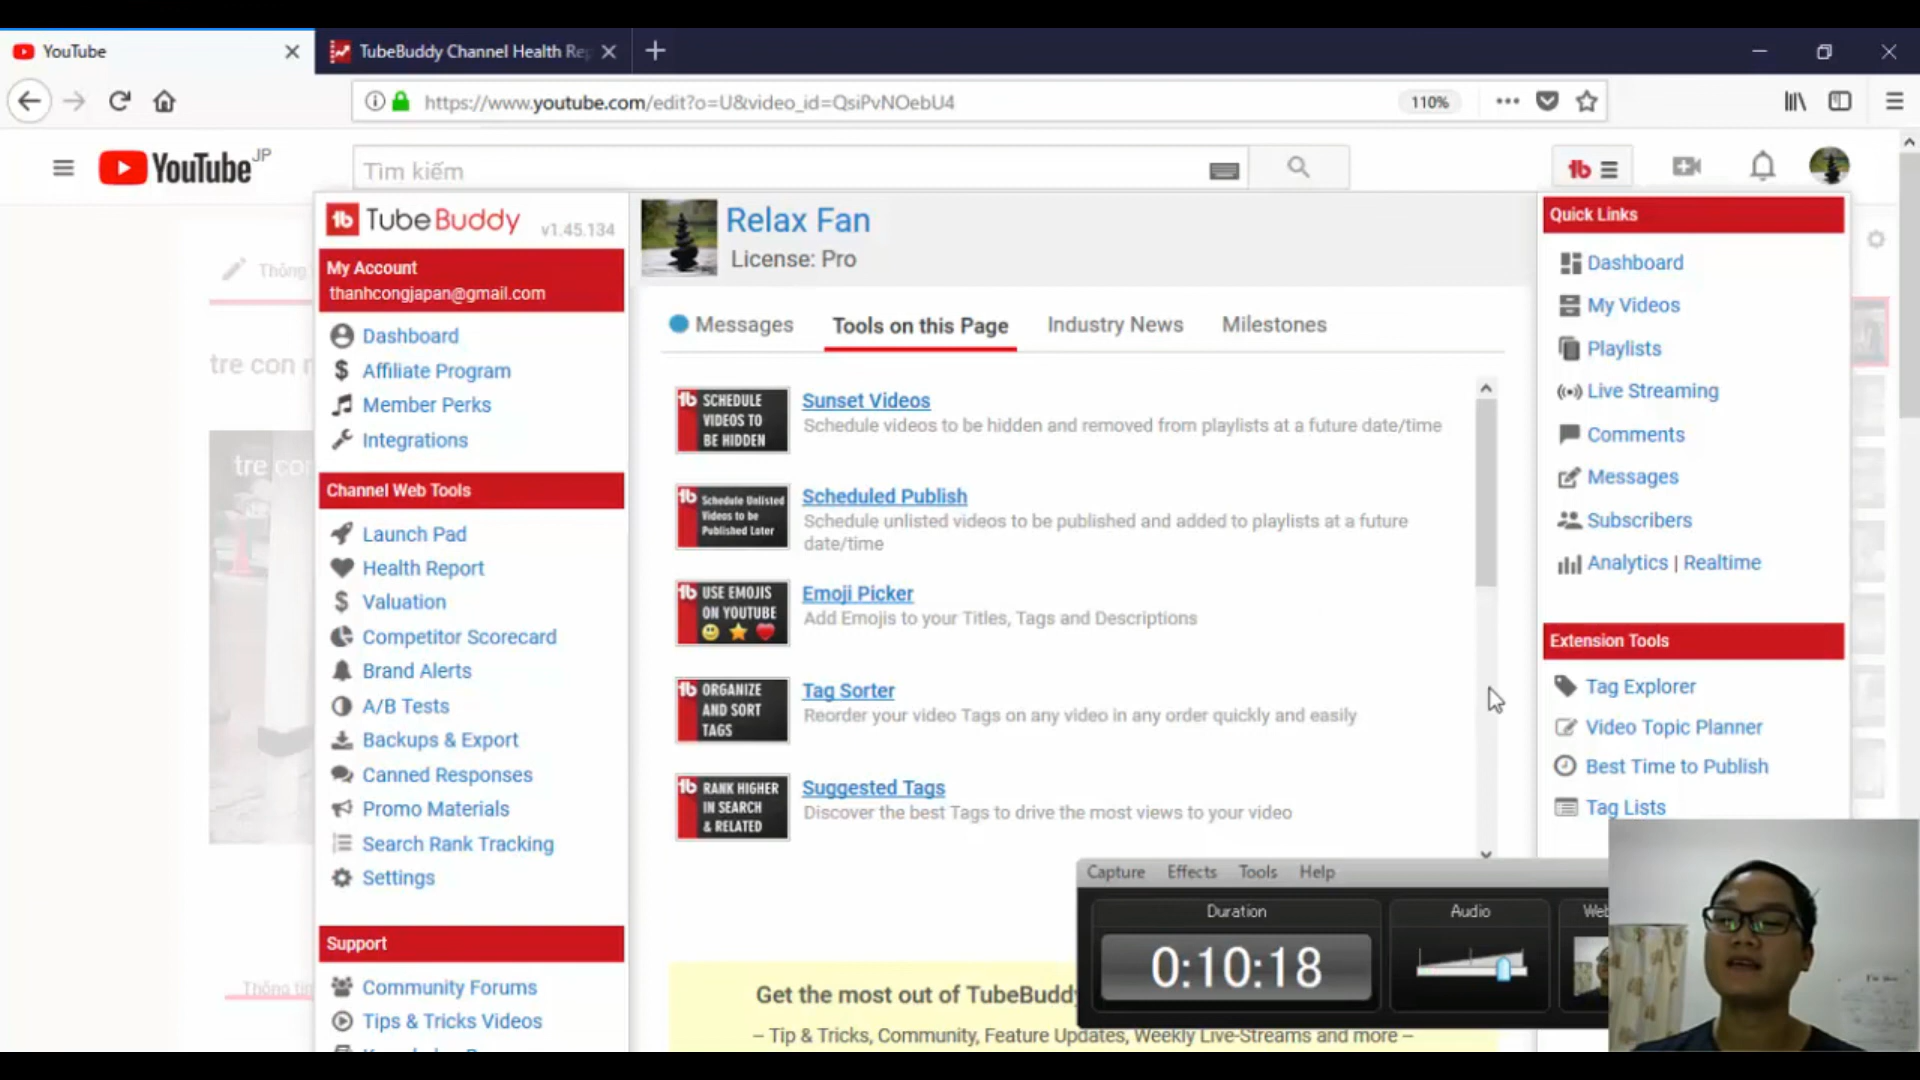 YouTube
TubeBuddy Channel Health Re
https://www.youtube.com/edit?o=U&video_id=QsiPvNOebU4
110%
YouTube JP
Tìm kiếm
Thông
tre con
tre con
Thông tin
TubeBuddy v1.45.134
My Account
thanhcongjapan@gmail.com
Dashboard
Affiliate Program
Member Perks
Integrations
Channel Web Tools
Launch Pad
Health Report
Valuation
Competitor Scorecard
Brand Alerts
A/B Tests
Backups & Export
Canned Responses
Promo Materials
Search Rank Tracking
Settings
Support
Community Forums
Tips & Tricks Videos
Relax Fan
License: Pro
Messages
Tools on this Page
Industry News
Milestones
SCHEDULE
VIDEOS TO
BE HIDDEN
Sunset Videos
Schedule videos to be hidden and removed from playlists at a future date/time
Schedule Unlisted
Videos to be
Published Later
Scheduled Publish
Schedule unlisted videos to be published and added to playlists at a future
date/time
USE EMOJIS
ON YOUTUBE
Emoji Picker
Add Emojis to your Titles, Tags and Descriptions
ORGANIZE
AND SORT
TAGS
Tag Sorter
Reorder your video Tags on any video in any order quickly and easily
RANK HIGHER
IN SEARCH
& RELATED
Suggested Tags
Discover the best Tags to drive the most views to your video
Get the most out of TubeBuddy
– Tip & Tricks, Community, Feature Updates, Weekly Live-Streams and more –
Quick Links
Dashboard
My Videos
Playlists
Live Streaming
Comments
Messages
Subscribers
Analytics | Realtime
Extension Tools
Tag Explorer
Video Topic Planner
Best Time to Publish
Tag Lists
Capture Effects Tools Help
Duration
0:10:18
Audio
Web